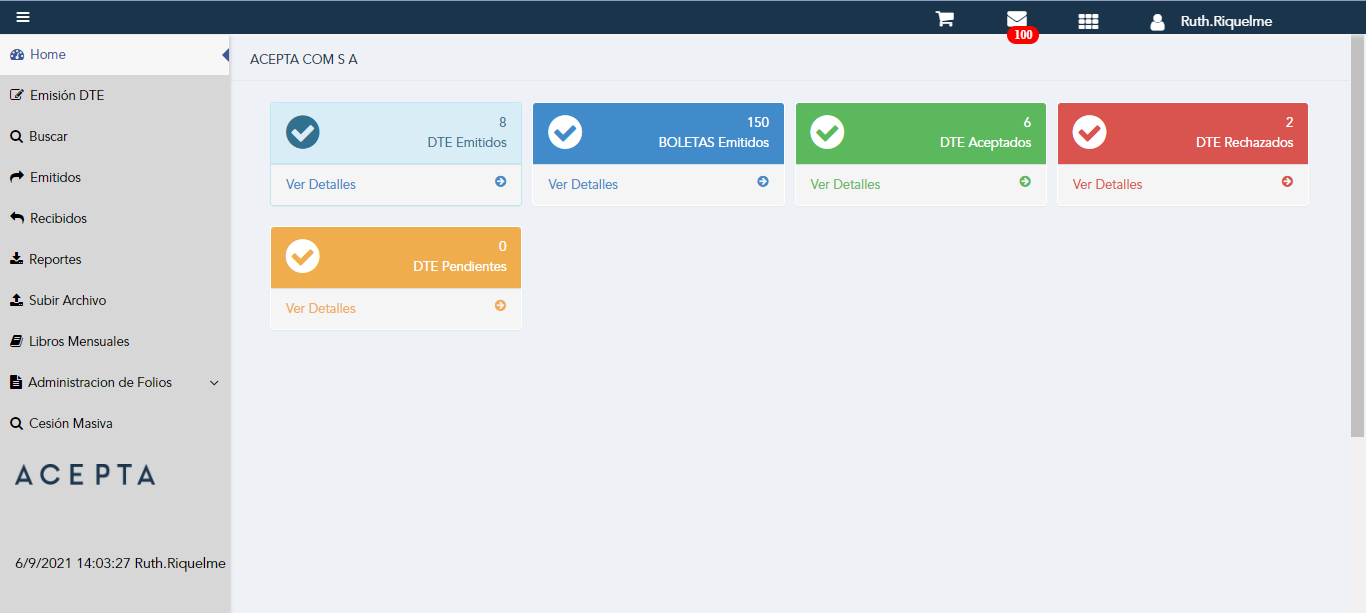 Ruth.Riquelme
100
Home
ACEPTA COM S A
Emisión DTE
Buscar
Emitidos
Recibidos
Reportes
Subir Archivo
Libros Mensuales
Administracion de Folios
Cesión Masiva
ACEPTA
6/9/2021 14:03:27 Ruth.Riquelme
8
DTE Emitidos
Ver Detalles
150
BOLETAS Emitidos
Ver Detalles
6
DTE Aceptados
Ver Detalles
2
DTE Rechazados
Ver Detalles
0
DTE Pendientes
Ver Detalles